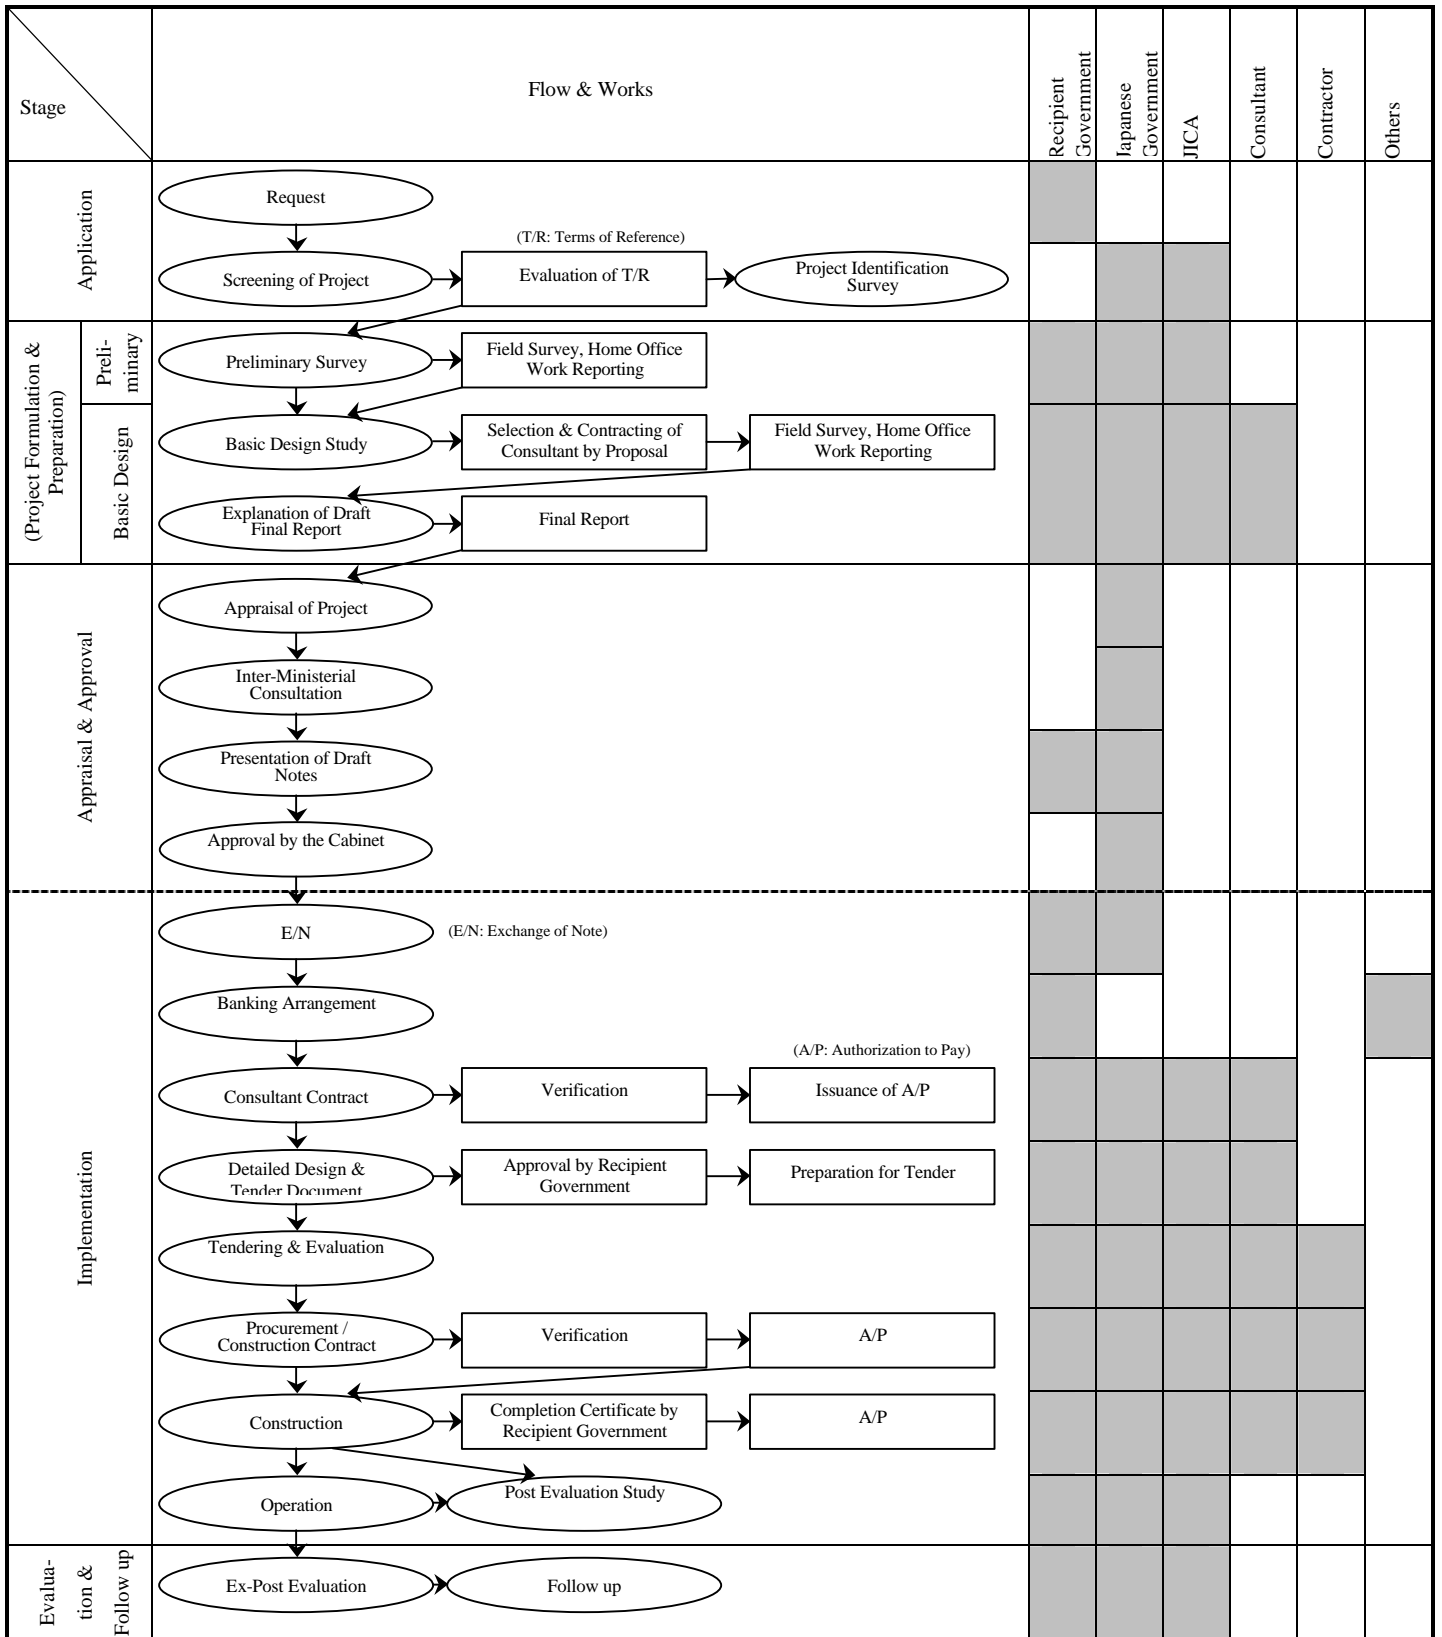 Stage
Flow & Works
Recipient
Government
Japanese
Government
JICA
Consultant
Contractor
Others
Application
Request
(T/R: Terms of Reference)
Screening of Project
Evaluation of T/R
Project Identification
Survey
(Project Formulation &
Preparation)
Preli-
minary
Preliminary Survey
Field Survey, Home Office
Work Reporting
Basic Design
Basic Design Study
Selection & Contracting of
Consultant by Proposal
Field Survey, Home Office
Work Reporting
Explanation of Draft
Final Report
Final Report
Appraisal & Approval
Appraisal of Project
Inter-Ministerial
Consultation
Presentation of Draft
Notes
Approval by the Cabinet
Implementation
E/N
(E/N: Exchange of Note)
Banking Arrangement
(A/P: Authorization to Pay)
Consultant Contract
Verification
Issuance of A/P
Detailed Design &
Tender Document
Approval by Recipient
Government
Preparation for Tender
Tendering & Evaluation
Procurement /
Construction Contract
Verification
A/P
Construction
Completion Certificate by
Recipient Government
A/P
Operation
Post Evaluation Study
Evalua-
tion &
Follow up
Ex-Post Evaluation
Follow up